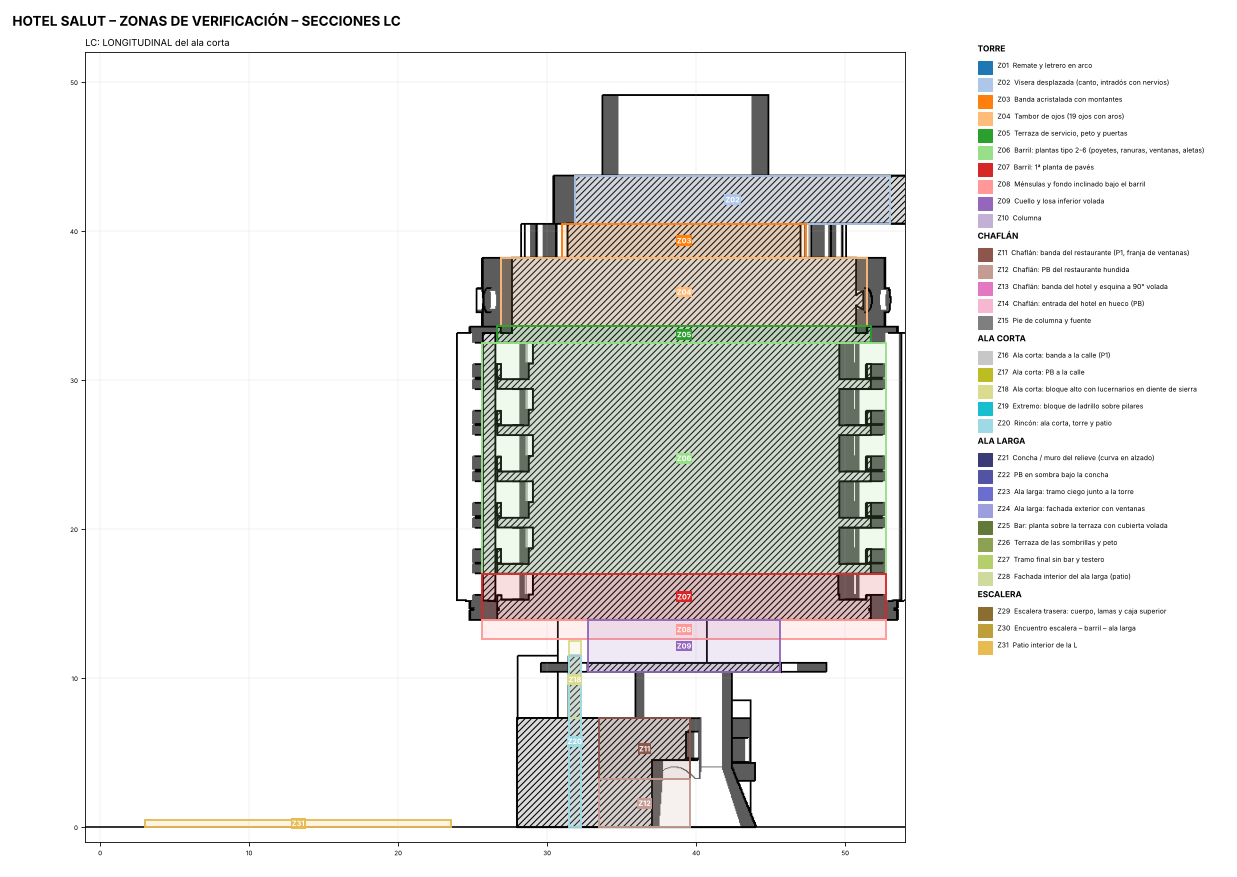 HOTEL SALUT – ZONAS DE VERIFICACIÓN – SECCIONES LC
LC: LONGITUDINAL del ala corta
50
40
30
20
10
0
0
10
20
30
40
50
Z02
Z03
Z04
Z05
Z06
Z07
Z08
Z09
Z18
Z20
Z11
Z12
Z31
TORRE
Z01 Remate y letrero en arco
Z02 Visera desplazada (canto, intradós con nervios)
Z03 Banda acristalada con montantes
Z04 Tambor de ojos (19 ojos con aros)
Z05 Terraza de servicio, peto y puertas
Z06 Barril: plantas tipo 2-6 (poyetes, ranuras, ventanas, aletas)
Z07 Barril: 1ª planta de pavés
Z08 Ménsulas y fondo inclinado bajo el barril
Z09 Cuello y losa inferior volada
Z10 Columna
CHAFLÁN
Z11 Chaflán: banda del restaurante (P1, franja de ventanas)
Z12 Chaflán: PB del restaurante hundida
Z13 Chaflán: banda del hotel y esquina a 90° volada
Z14 Chaflán: entrada del hotel en hueco (PB)
Z15 Pie de columna y fuente
ALA CORTA
Z16 Ala corta: banda a la calle (P1)
Z17 Ala corta: PB a la calle
Z18 Ala corta: bloque alto con lucernarios en diente de sierra
Z19 Extremo: bloque de ladrillo sobre pilares
Z20 Rincón: ala corta, torre y patio
ALA LARGA
Z21 Concha / muro del relieve (curva en alzado)
Z22 PB en sombra bajo la concha
Z23 Ala larga: tramo ciego junto a la torre
Z24 Ala larga: fachada exterior con ventanas
Z25 Bar: planta sobre la terraza con cubierta volada
Z26 Terraza de las sombrillas y peto
Z27 Tramo final sin bar y testero
Z28 Fachada interior del ala larga (patio)
ESCALERA
Z29 Escalera trasera: cuerpo, lamas y caja superior
Z30 Encuentro escalera – barril – ala larga
Z31 Patio interior de la L